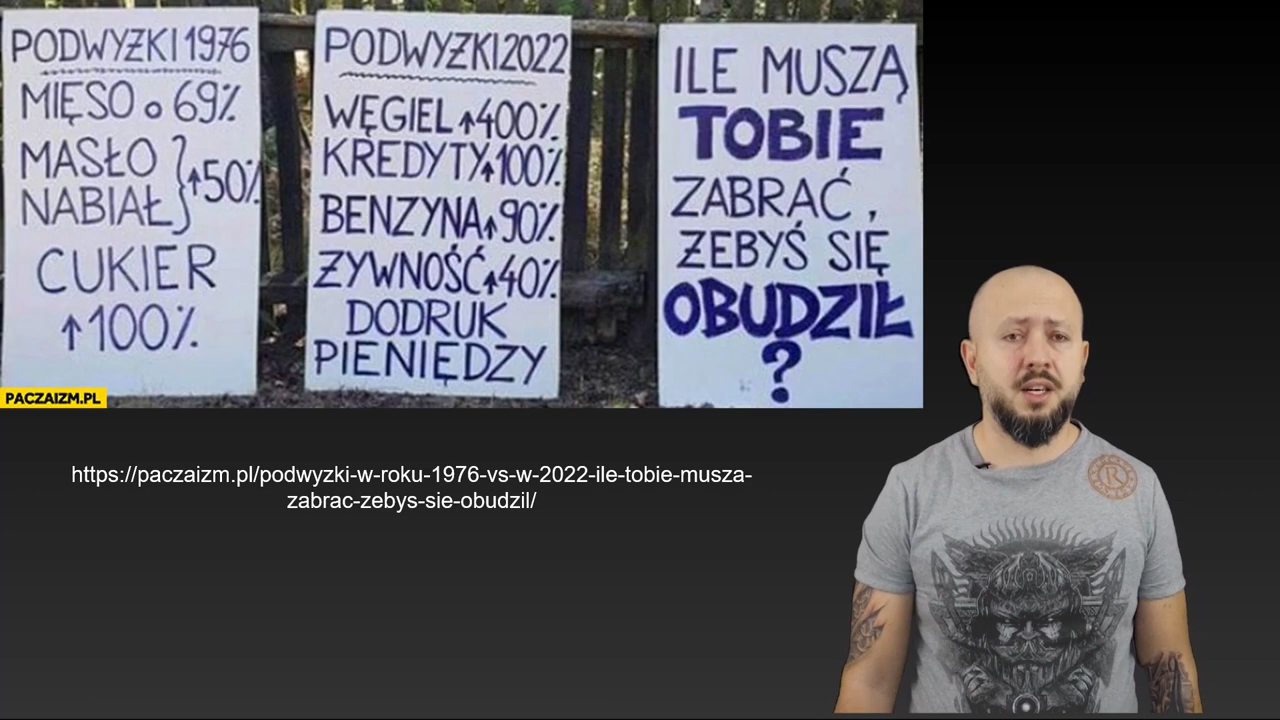 PODWYŻKI 1976
MIĘSO o 69%
MASŁO
NABIAŁ
} ↑50%
CUKIER
↑100%
PODWYŻKI 2022
WĘGIEL ↑400%
KREDYTY↑100%
BENZYNA↑90%
ŻYWNOŚĆ↑40%
DODRUK
PIENIĘDZY
ILE MUSZĄ
TOBIE
ZABRAĆ,
ŻEBYŚ SIĘ
OBUDZIŁ
?
PACZAIZM.PL
https://paczaizm.pl/podwyzki-w-roku-1976-vs-w-2022-ile-tobie-musza-
zabrac-zebys-sie-obudzil/
R